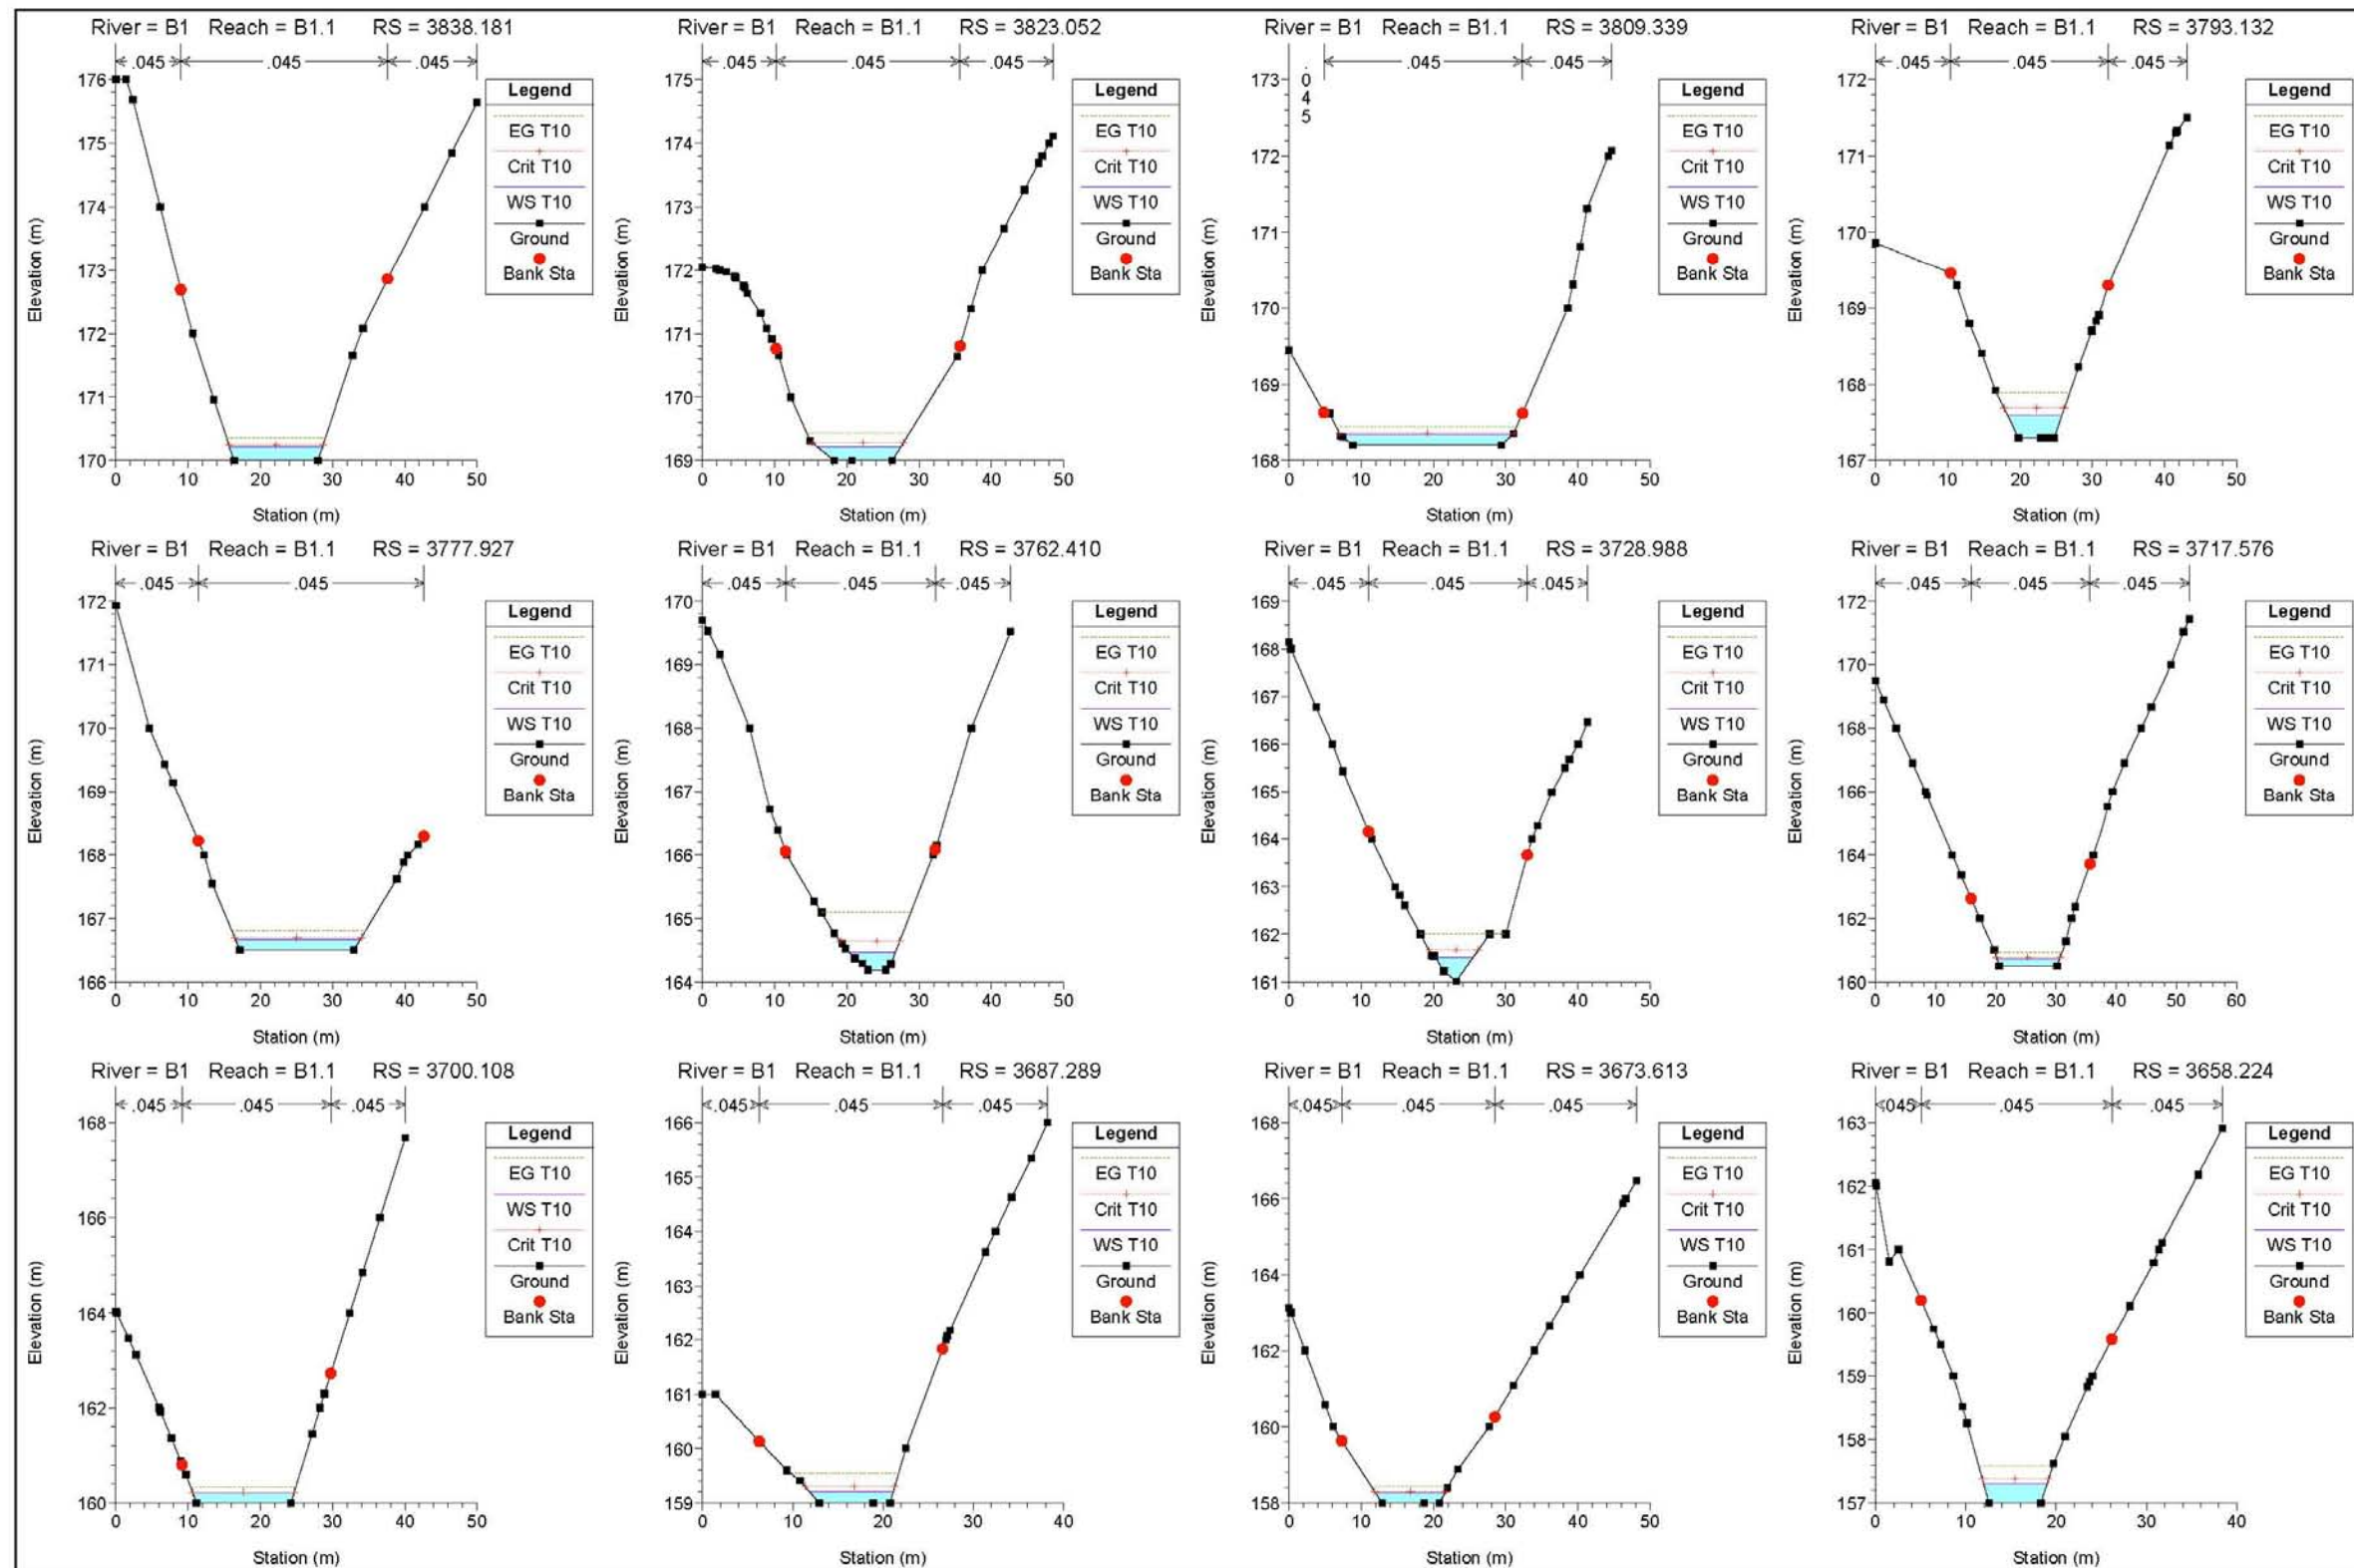 River = B1 Reach = B1.1 RS = 3838.181
.045 .045 .045
Legend
EG T10
Crit T10
WS T10
Ground
Bank Sta
Elevation (m)
176
175
174
173
172
171
170
0 10 20 30 40 50
Station (m)
River = B1 Reach = B1.1 RS = 3823.052
.045 .045 .045
Legend
EG T10
Crit T10
WS T10
Ground
Bank Sta
Elevation (m)
175
174
173
172
171
170
169
0 10 20 30 40 50
Station (m)
River = B1 Reach = B1.1 RS = 3809.339
.045 .045 .045
Legend
EG T10
Crit T10
WS T10
Ground
Bank Sta
Elevation (m)
173
172
171
170
169
168
0 10 20 30 40 50
Station (m)
River = B1 Reach = B1.1 RS = 3793.132
.045 .045 .045
Legend
EG T10
Crit T10
WS T10
Ground
Bank Sta
Elevation (m)
172
171
170
169
168
167
0 10 20 30 40 50
Station (m)
River = B1 Reach = B1.1 RS = 3777.927
.045 .045
Legend
EG T10
Crit T10
WS T10
Ground
Bank Sta
Elevation (m)
172
171
170
169
168
167
166
0 10 20 30 40 50
Station (m)
River = B1 Reach = B1.1 RS = 3762.410
.045 .045 .045
Legend
EG T10
Crit T10
WS T10
Ground
Bank Sta
Elevation (m)
170
169
168
167
166
165
164
0 10 20 30 40 50
Station (m)
River = B1 Reach = B1.1 RS = 3728.988
.045 .045 .045
Legend
EG T10
Crit T10
WS T10
Ground
Bank Sta
Elevation (m)
169
168
167
166
165
164
163
162
161
0 10 20 30 40 50
Station (m)
River = B1 Reach = B1.1 RS = 3717.576
.045 .045 .045
Legend
EG T10
Crit T10
WS T10
Ground
Bank Sta
Elevation (m)
172
170
168
166
164
162
160
0 10 20 30 40 50 60
Station (m)
River = B1 Reach = B1.1 RS = 3700.108
.045 .045 .045
Legend
EG T10
WS T10
Crit T10
Ground
Bank Sta
Elevation (m)
168
166
164
162
160
0 10 20 30 40 50
Station (m)
River = B1 Reach = B1.1 RS = 3687.289
.045 .045 .045
Legend
EG T10
Crit T10
WS T10
Ground
Bank Sta
Elevation (m)
166
165
164
163
162
161
160
159
0 10 20 30 40
Station (m)
River = B1 Reach = B1.1 RS = 3673.613
.045 .045 .045
Legend
EG T10
Crit T10
WS T10
Ground
Bank Sta
Elevation (m)
168
166
164
162
160
158
0 10 20 30 40 50
Station (m)
River = B1 Reach = B1.1 RS = 3658.224
.045 .045 .045
Legend
EG T10
Crit T10
WS T10
Ground
Bank Sta
Elevation (m)
163
162
161
160
159
158
157
0 10 20 30 40
Station (m)